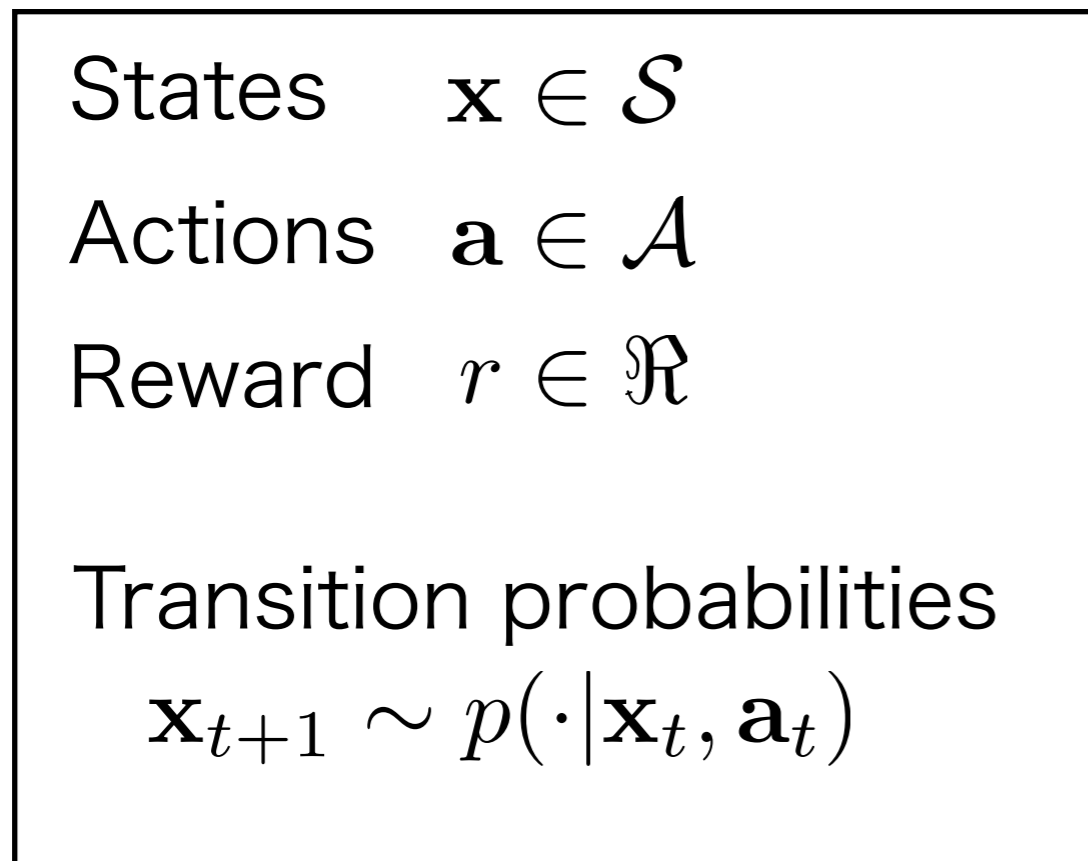 States x ∈ 𝒮
Actions a ∈ 𝒜
Reward r ∈ ℜ
Transition probabilities
x_{t+1} ∼ p(·|x_t, a_t)